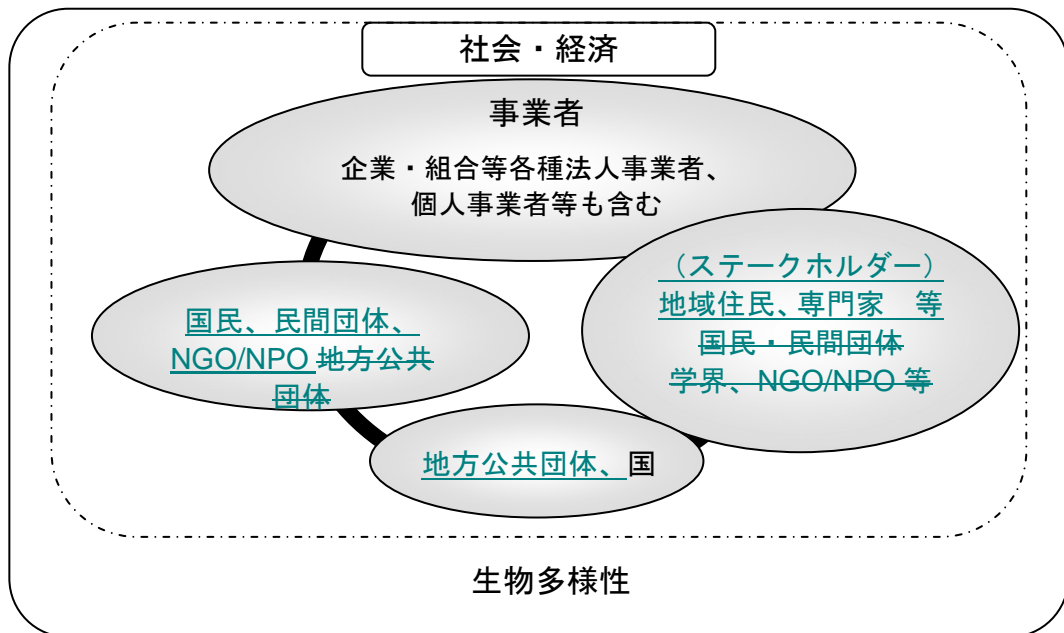 社会・経済
事業者
企業・組合等各種法人事業者、
個人事業者等も含む
（ステークホルダー）
地域住民、専門家　等
国民・民間団体
学界、NGO/NPO 等
国民、民間団体、
NGO/NPO 地方公共
団体
地方公共団体、国
生物多様性